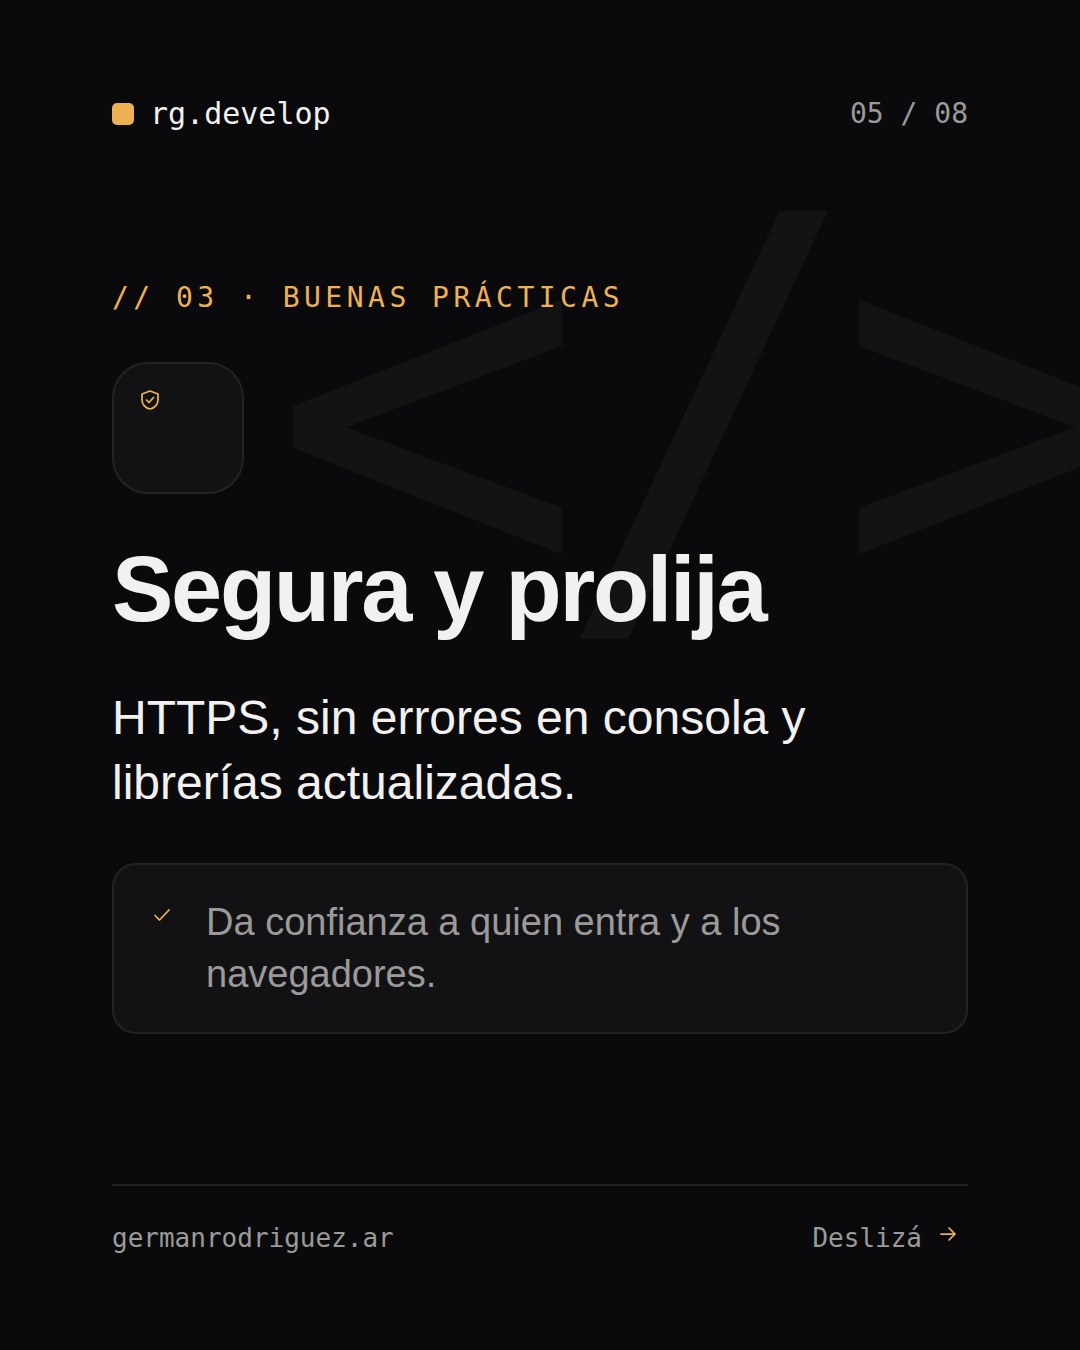 rg.develop
05 / 08
// 03 · BUENAS PRÁCTICAS
</>
Segura y prolija
HTTPS, sin errores en consola y
librerías actualizadas.
Da confianza a quien entra y a los
navegadores.
germanrodriguez.ar
Deslizá →